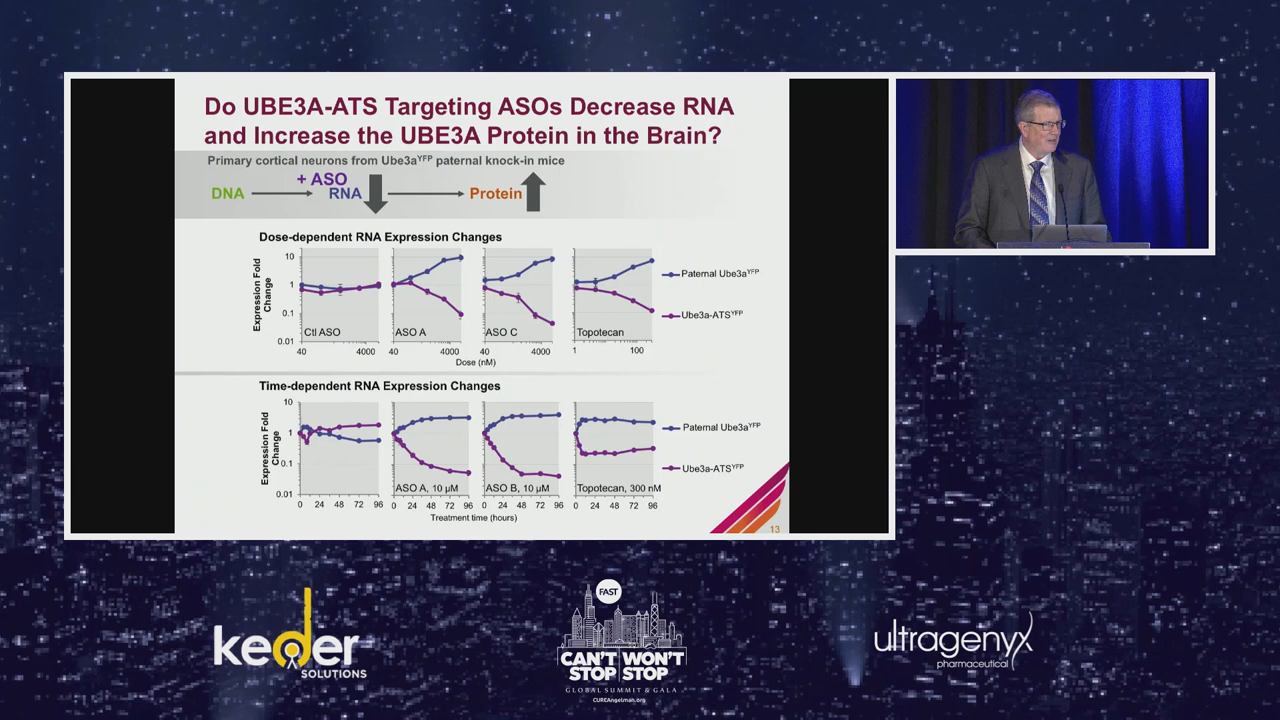 Do UBE3A-ATS Targeting ASOs Decrease RNA
and Increase the UBE3A Protein in the Brain?
Primary cortical neurons from Ube3aYFP paternal knock-in mice
+ ASO
DNA RNA Protein
Dose-dependent RNA Expression Changes
Expression Fold
Change
10
1
0.1
0.01
Ctl ASO
ASO A
ASO C
Topotecan
40 4000 40 4000 40 4000 1 100
Dose (nM)
Paternal Ube3aYFP
Ube3a-ATSYFP
Time-dependent RNA Expression Changes
Expression Fold
Change
10
1
0.1
0.01
ASO A, 10 µM
ASO B, 10 µM
Topotecan, 300 nM
0 24 48 72 96 0 24 48 72 96 0 24 48 72 96 0 24 48 72 96
Treatment time (hours)
Paternal Ube3aYFP
Ube3a-ATSYFP
13
keder
SOLUTIONS
FAST
CAN'T WON'T
STOP STOP
GLOBAL SUMMIT & GALA
CUREAngelman.org
ultragenyx
pharmaceutical